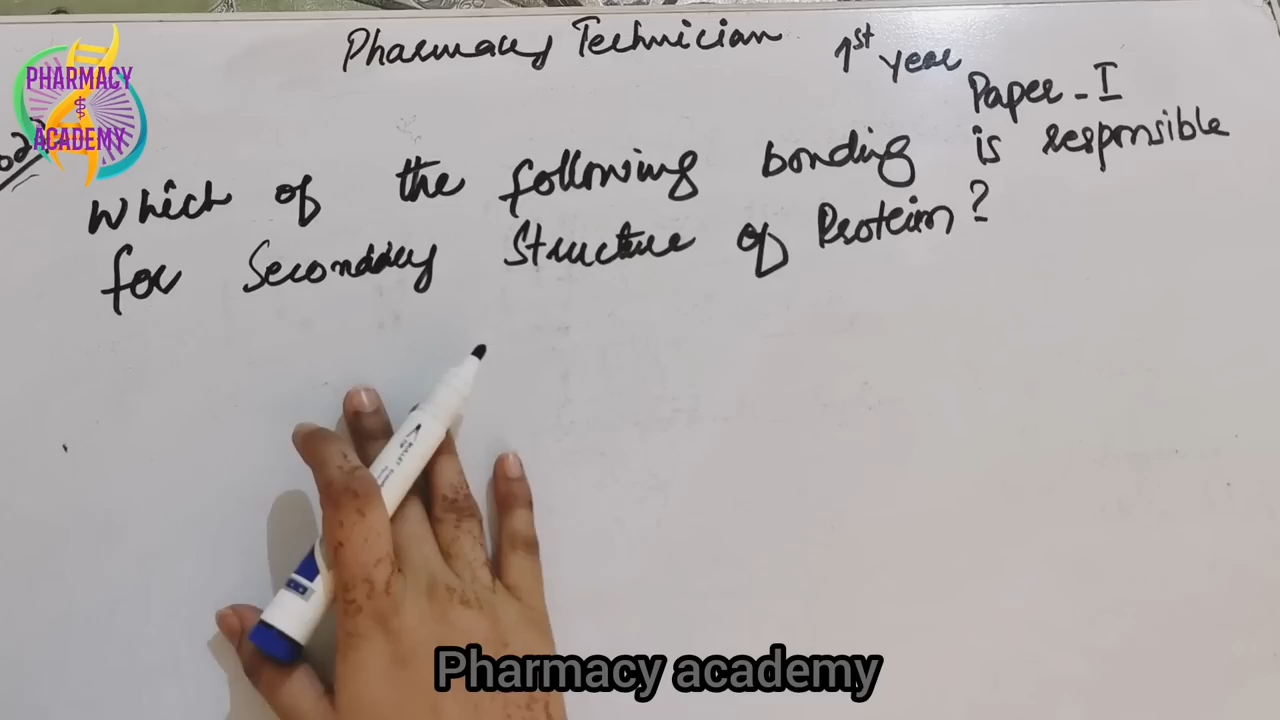 Pharmacy Technician 1st year
Paper - I
PHARMACY
ACADEMY
Which of the following bonding is responsible
for Secondary Structure of Protein?
Pharmacy academy